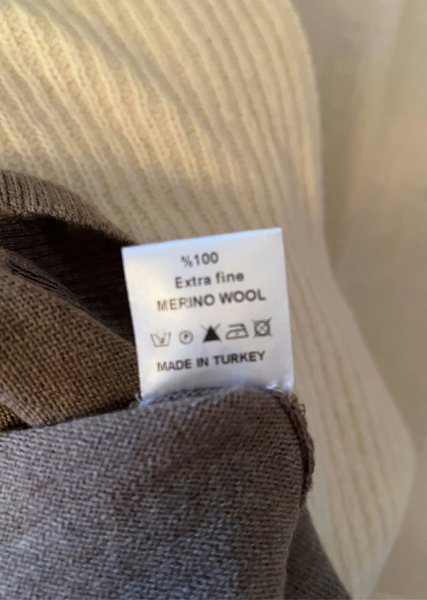 %100
Extra fine
MERINO WOOL
MADE IN TURKEY